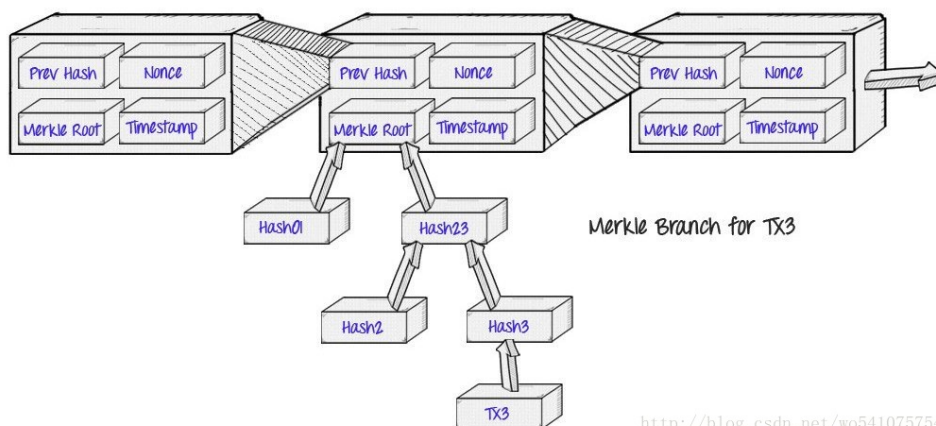 Prev Hash Nonce Prev Hash Nonce Prev Hash Nonce
Merkle Root Timestamp Merkle Root Timestamp Merkle Root Timestamp
Hash01 Hash23 Merkle Branch for TX3
Hash2 Hash3
TX3
http://blog.csdn.net/wo541075754